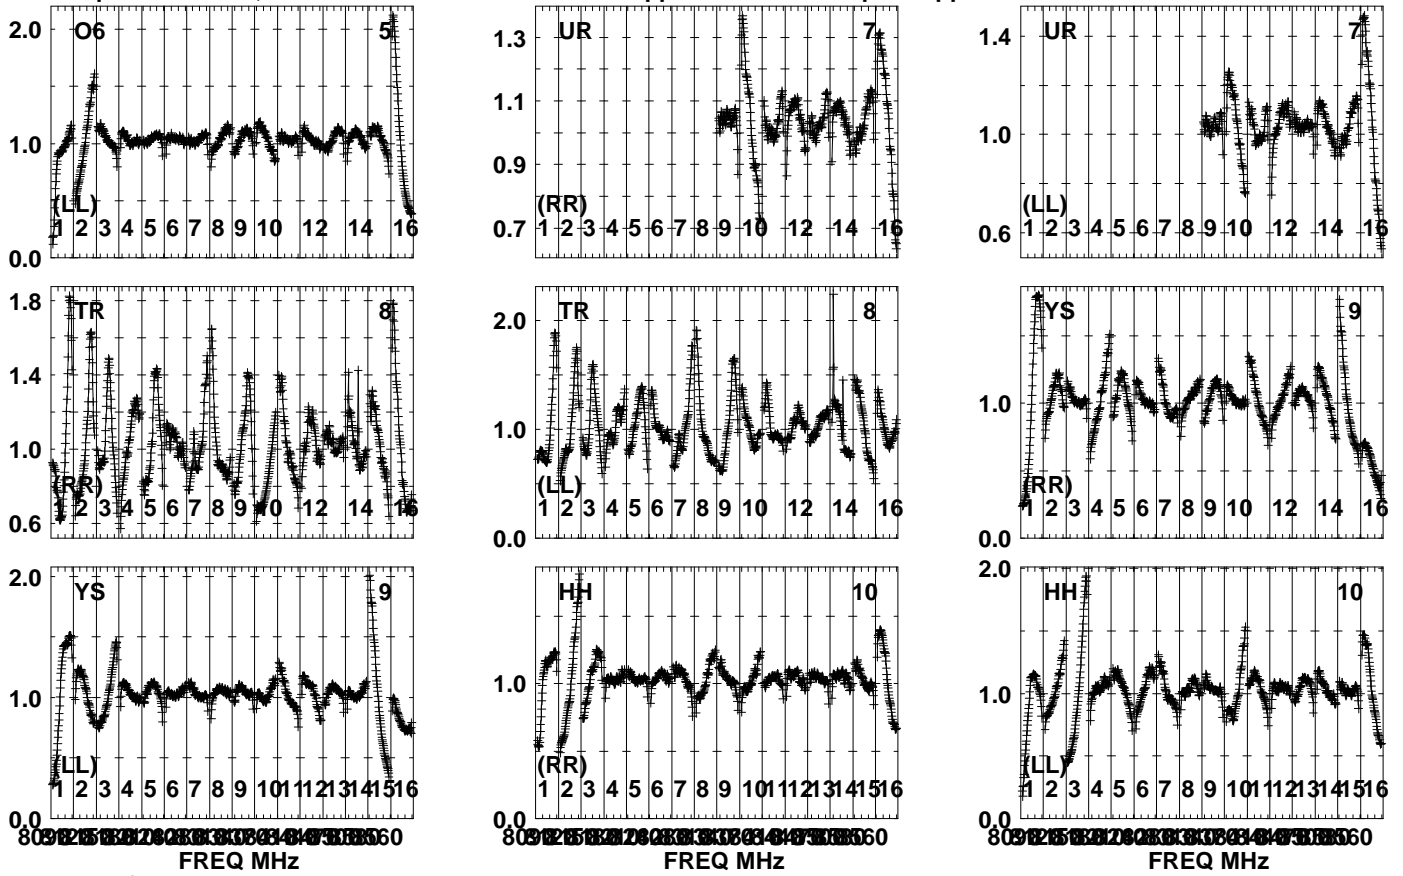 2.0 O6 5
1.0
(LL)
1 2 3 4 5 6 7 8 9 10 12 14 16
0.0
1.3 UR 7
1.1
0.9
(RR)
0.7 1 2 3 4 5 6 7 8 9 10 12 14 16
1.4 UR 7
1.0
(LL)
0.6 1 2 3 4 5 6 7 8 9 10 12 14 16
1.8 TR 8
1.4
1.0
(RR)
0.6 1 2 3 4 5 6 7 8 9 10 12 14 16
TR 8
2.0
1.0
(LL)
1 2 3 4 5 6 7 8 9 10 12 14 16
0.0
YS 9
1.0
(RR)
1 2 3 4 5 6 7 8 9 10 12 14 16
0.0
2.0 YS 9
1.0
(LL)
1 2 3 4 5 6 7 8 9 10 11 12 13 14 15 16
0.0
FREQ MHz
HH 10
1.0
(RR)
1 2 3 4 5 6 7 8 9 10 11 12 13 14 15 16
0.0
FREQ MHz
2.0 HH 10
1.0
(LL)
1 2 3 4 5 6 7 8 9 10 11 12 13 14 15 16
0.0
FREQ MHz